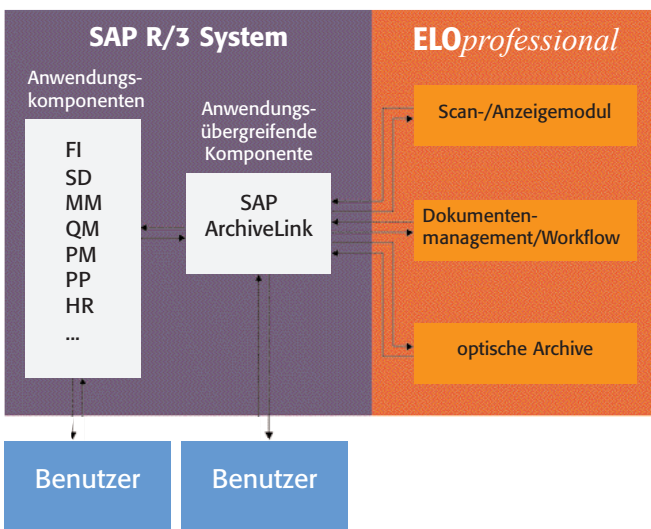 SAP R/3 System
ELOprofessional
Anwendungs-
komponenten
FI
SD
MM
QM
PM
PP
HR
...
Anwendungs-
übergreifende
Komponente
SAP
ArchiveLink
Scan-/Anzeigemodul
Dokumenten-
management/Workflow
optische Archive
Benutzer
Benutzer